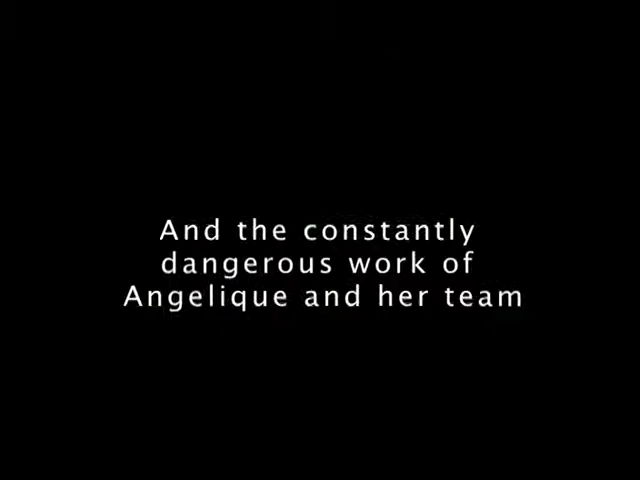 And the constantly
dangerous work of
Angelique and her team